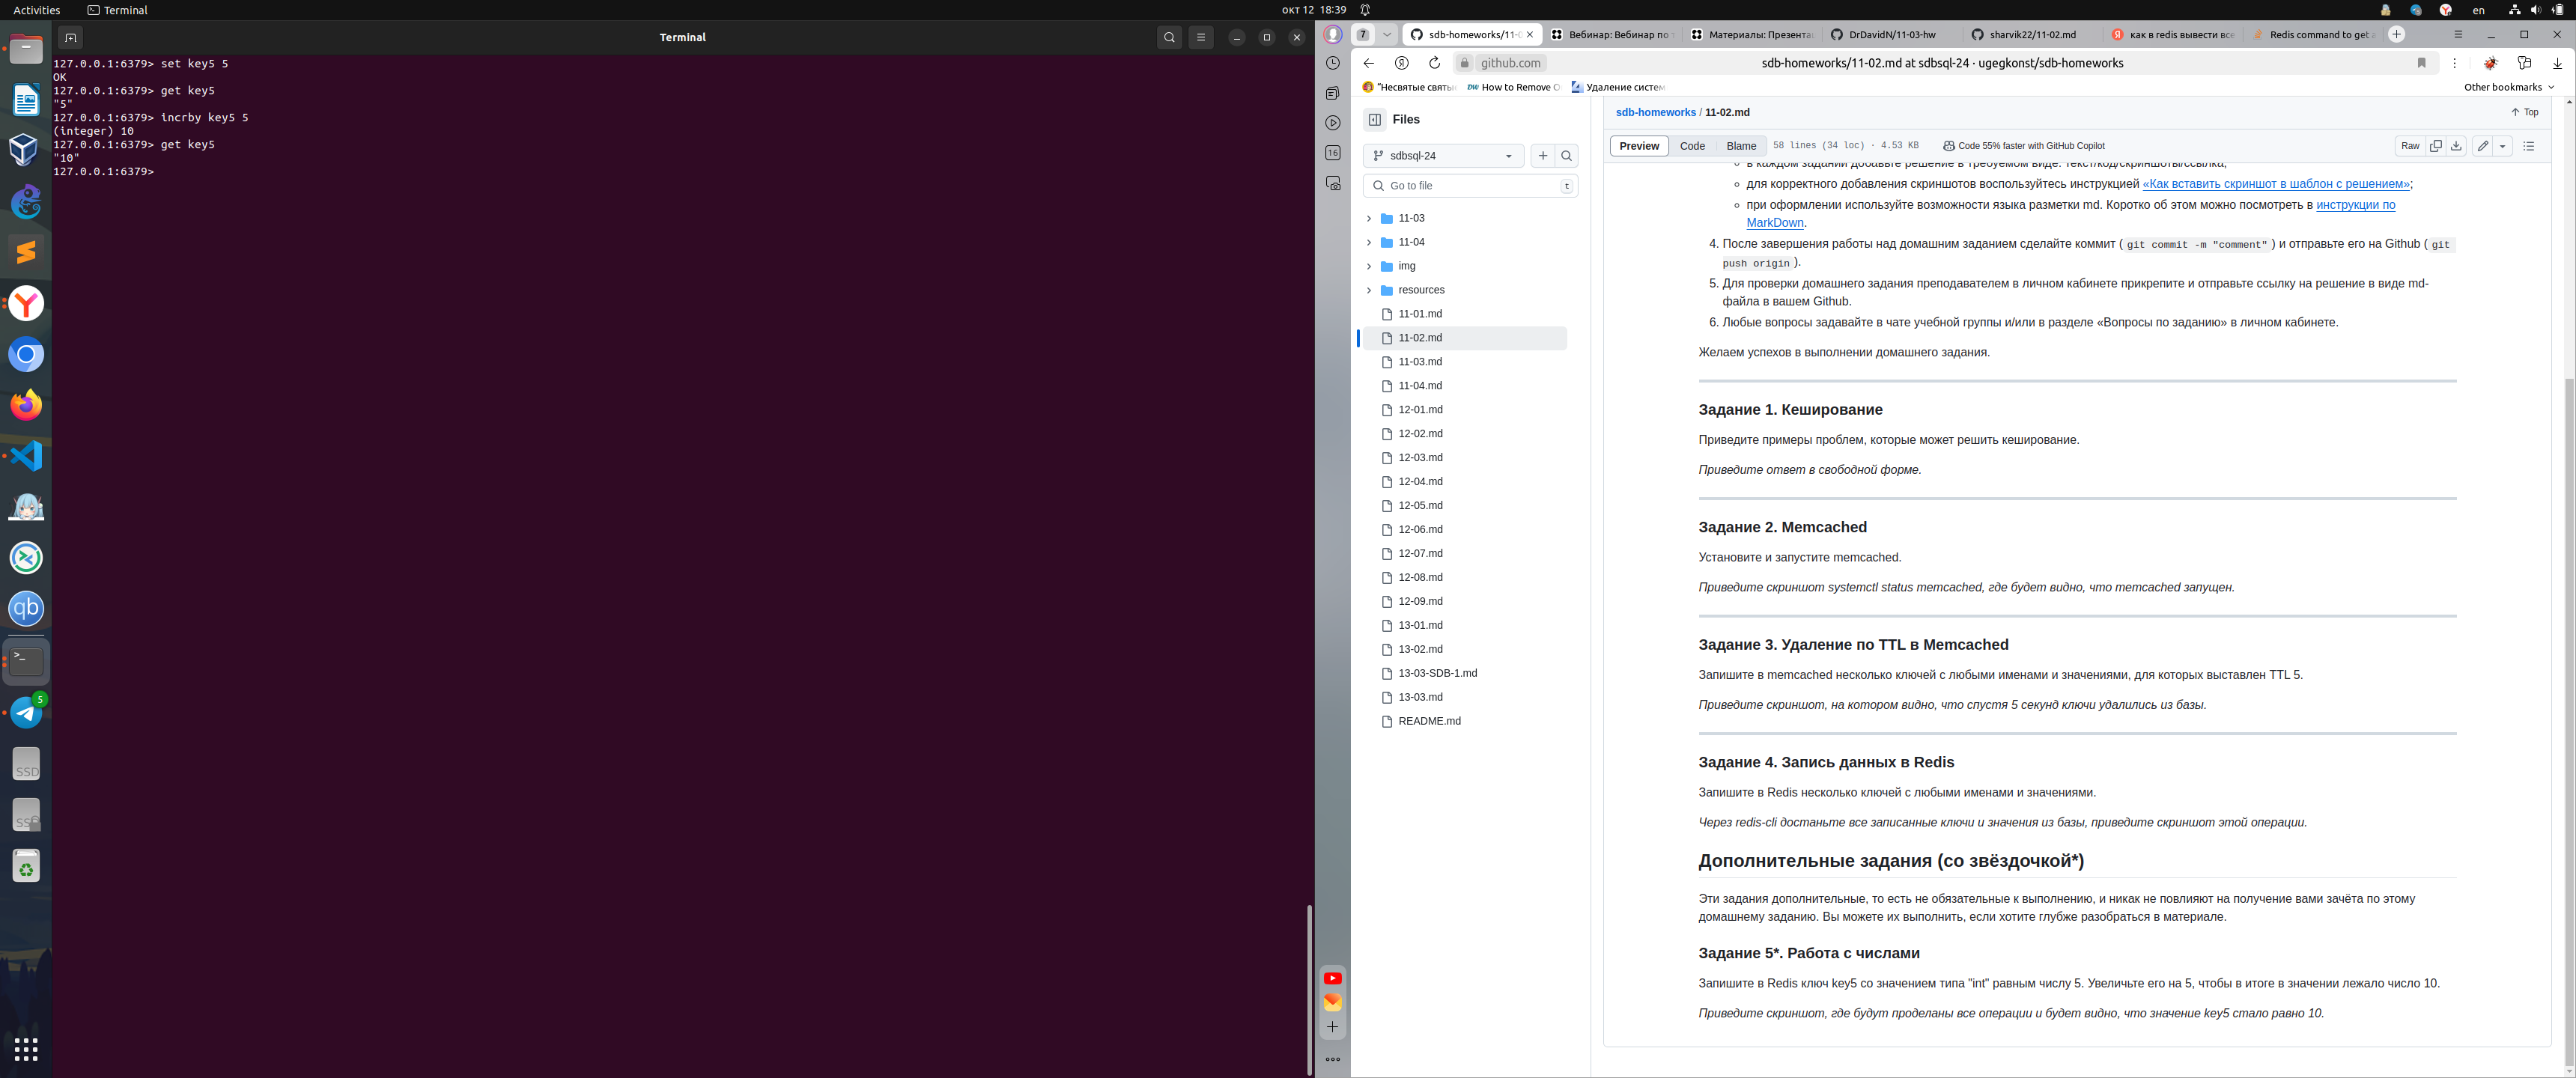 Activities
Terminal
окт 12 18:39
en
Terminal
127.0.0.1:6379> set key5 5
OK
127.0.0.1:6379> get key5
"5"
127.0.0.1:6379> incrby key5 5
(integer) 10
127.0.0.1:6379> get key5
"10"
127.0.0.1:6379>
SSD
5
7
sdb-homeworks/11-0
Вебинар: Вебинар по
Материалы: Презента
DrDavidN/11-03-hw
sharvik22/11-02.md
как в redis вывести все
Redis command to get a
github.com
sdb-homeworks/11-02.md at sdbsql-24 · ugegkonst/sdb-homeworks
"Несвятые святы
How to Remove O
Удаление систем
Other bookmarks
16
Files
sdbsql-24
Go to file
t
11-03
11-04
img
resources
11-01.md
11-02.md
11-03.md
11-04.md
12-01.md
12-02.md
12-03.md
12-04.md
12-05.md
12-06.md
12-07.md
12-08.md
12-09.md
13-01.md
13-02.md
13-03-SDB-1.md
13-03.md
README.md
sdb-homeworks / 11-02.md
Top
Preview
Code
Blame
58 lines (34 loc) · 4.53 KB
Code 55% faster with GitHub Copilot
Raw
в каждом задании добавьте решение в требуемом виде: текст/код/скриншоты/ссылка;
для корректного добавления скриншотов воспользуйтесь инструкцией «Как вставить скриншот в шаблон с решением»;
при оформлении используйте возможности языка разметки md. Коротко об этом можно посмотреть в инструкции по
MarkDown.
4. После завершения работы над домашним заданием сделайте коммит ( git commit -m "comment" ) и отправьте его на Github ( git
push origin ).
5. Для проверки домашнего задания преподавателем в личном кабинете прикрепите и отправьте ссылку на решение в виде md-
файла в вашем Github.
6. Любые вопросы задавайте в чате учебной группы и/или в разделе «Вопросы по заданию» в личном кабинете.
Желаем успехов в выполнении домашнего задания.
Задание 1. Кеширование
Приведите примеры проблем, которые может решить кеширование.
Приведите ответ в свободной форме.
Задание 2. Memcached
Установите и запустите memcached.
Приведите скриншот systemctl status memcached, где будет видно, что memcached запущен.
Задание 3. Удаление по TTL в Memcached
Запишите в memcached несколько ключей с любыми именами и значениями, для которых выставлен TTL 5.
Приведите скриншот, на котором видно, что спустя 5 секунд ключи удалились из базы.
Задание 4. Запись данных в Redis
Запишите в Redis несколько ключей с любыми именами и значениями.
Через redis-cli достаньте все записанные ключи и значения из базы, приведите скриншот этой операции.
Дополнительные задания (со звёздочкой*)
Эти задания дополнительные, то есть не обязательные к выполнению, и никак не повлияют на получение вами зачёта по этому
домашнему заданию. Вы можете их выполнить, если хотите глубже разобраться в материале.
Задание 5*. Работа с числами
Запишите в Redis ключ key5 со значением типа "int" равным числу 5. Увеличьте его на 5, чтобы в итоге в значении лежало число 10.
Приведите скриншот, где будут проделаны все операции и будет видно, что значение key5 стало равно 10.